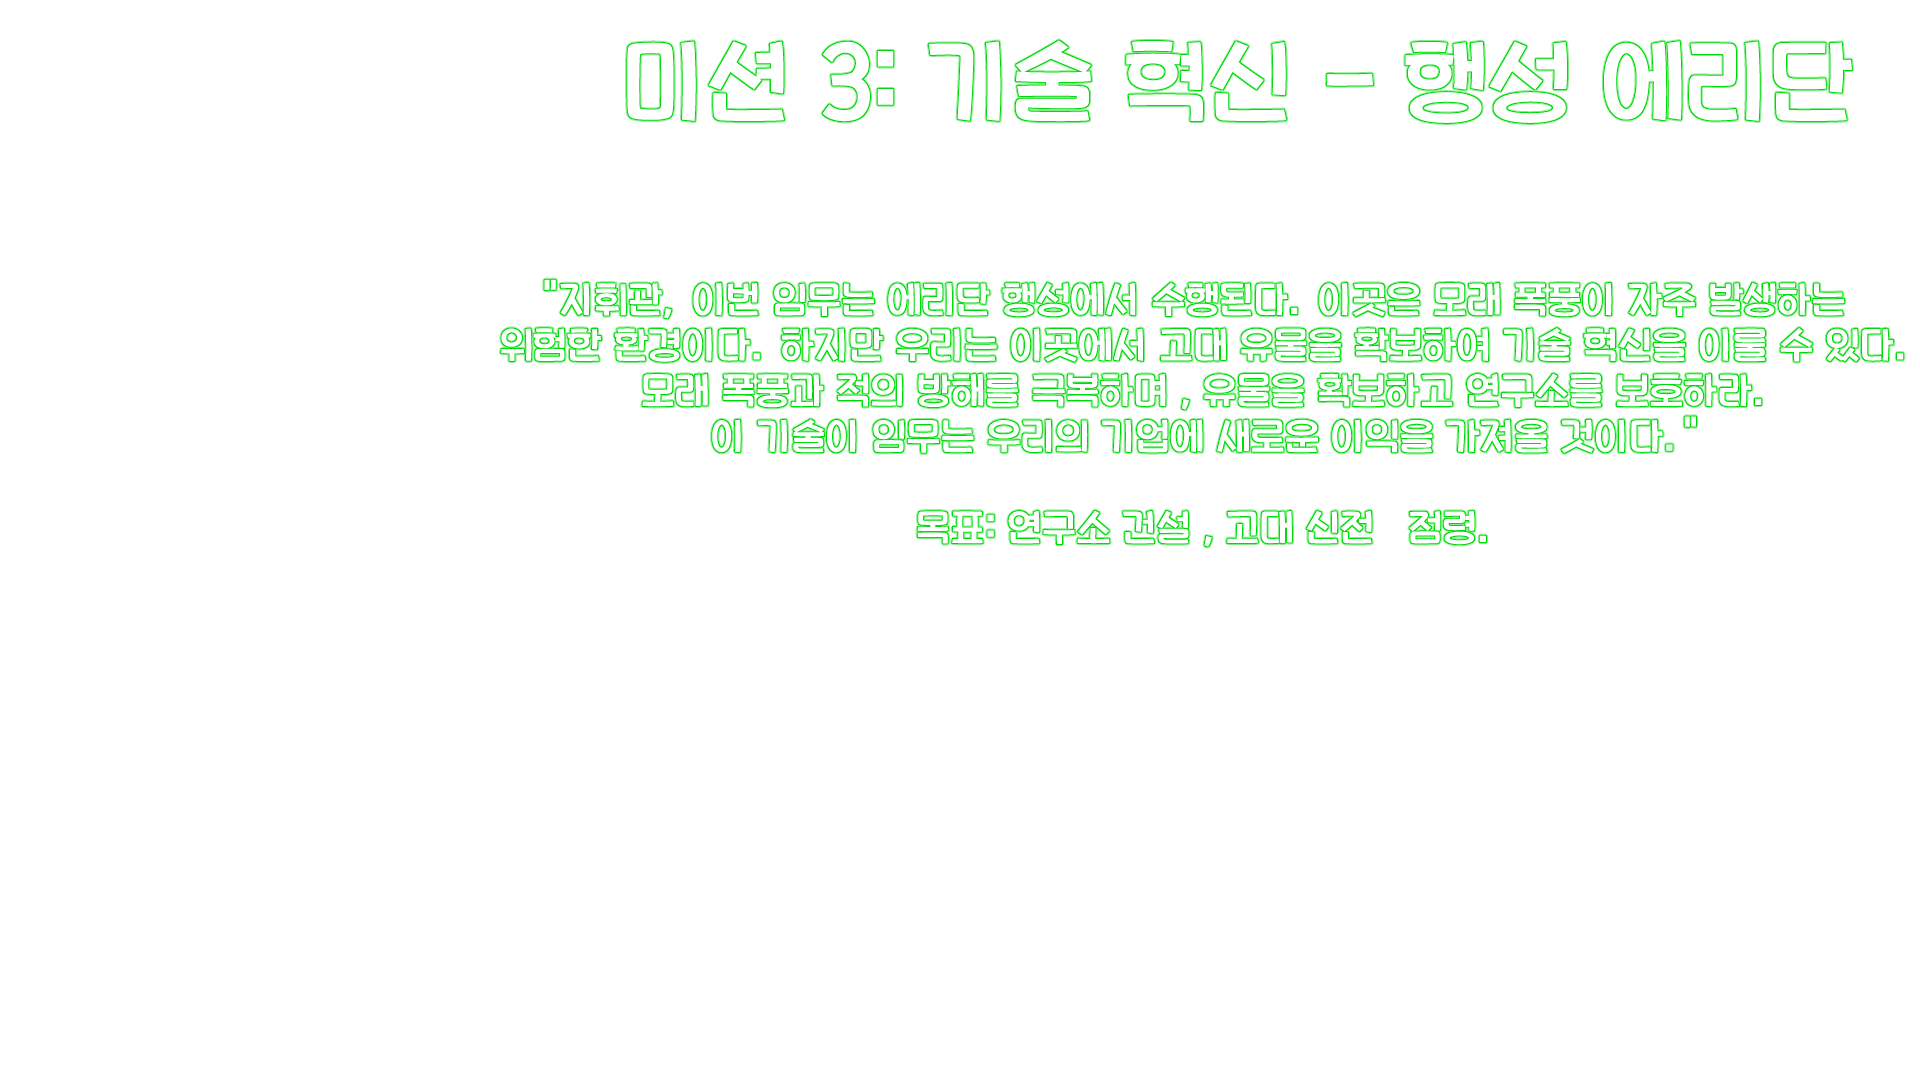 미션 3: 기술 혁신 - 행성 에리단
"지휘관, 이번 임무는 에리단 행성에서 수행된다. 이곳은 모래 폭풍이 자주 발생하는
위험한 환경이다. 하지만 우리는 이곳에서 고대 유물을 확보하여 기술 혁신을 이룰 수 있다.
모래 폭풍과 적의 방해를 극복하며 , 유물을 확보하고 연구소를 보호하라.
이 기술이 임무는 우리의 기업에 새로운 이익을 가져올 것이다."
목표: 연구소 건설 , 고대 신전 점령.